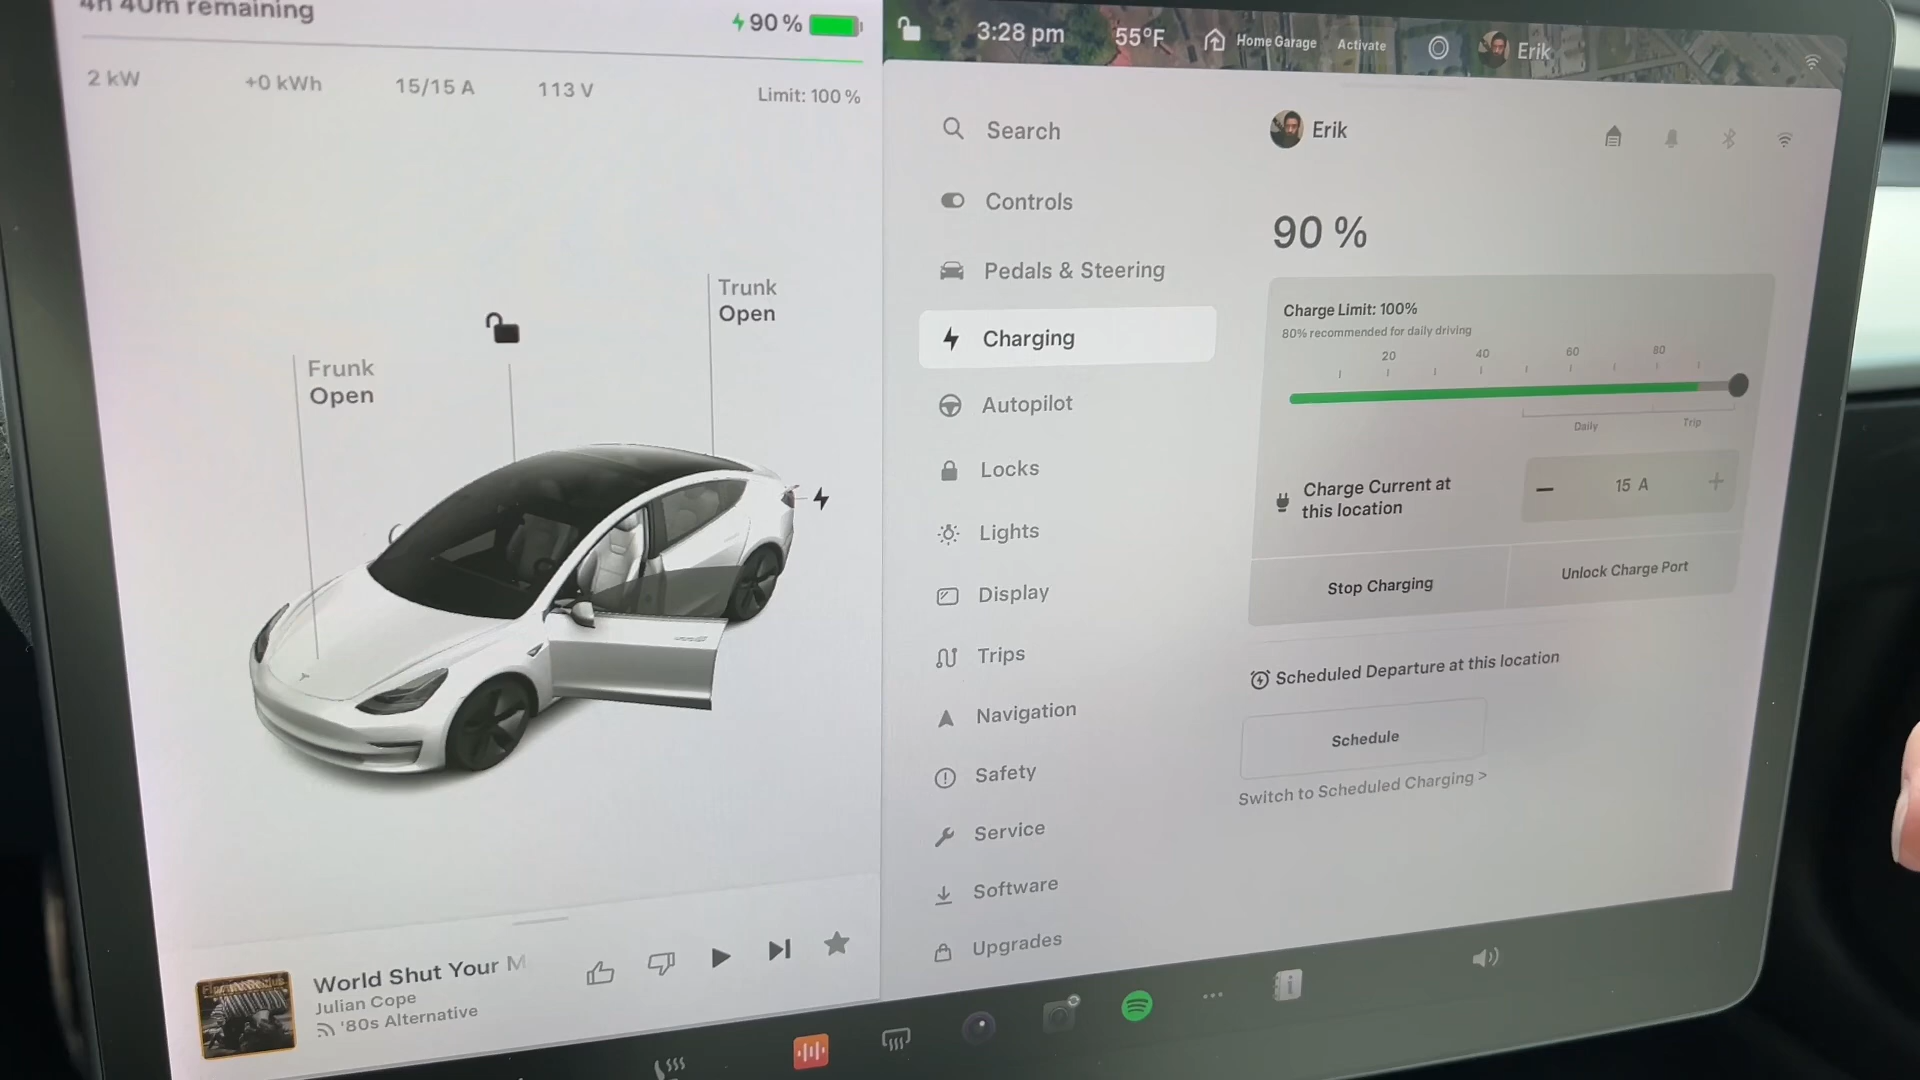 4h 40m remaining
90 %
2 kW
+0 kWh
15/15 A
113 V
Limit: 100 %
Trunk
Open
Frunk
Open
World Shut Your M
Julian Cope
'80s Alternative
3:28 pm
55°F
Home Garage
Activate
Erik
Search
Controls
Pedals & Steering
Charging
Autopilot
Locks
Lights
Display
Trips
Navigation
Safety
Service
Software
Upgrades
Erik
90 %
Charge Limit: 100%
80% recommended for daily driving
20 40 60 80
Daily
Trip
Charge Current at
this location
15 A
Stop Charging
Unlock Charge Port
Scheduled Departure at this location
Schedule
Switch to Scheduled Charging >